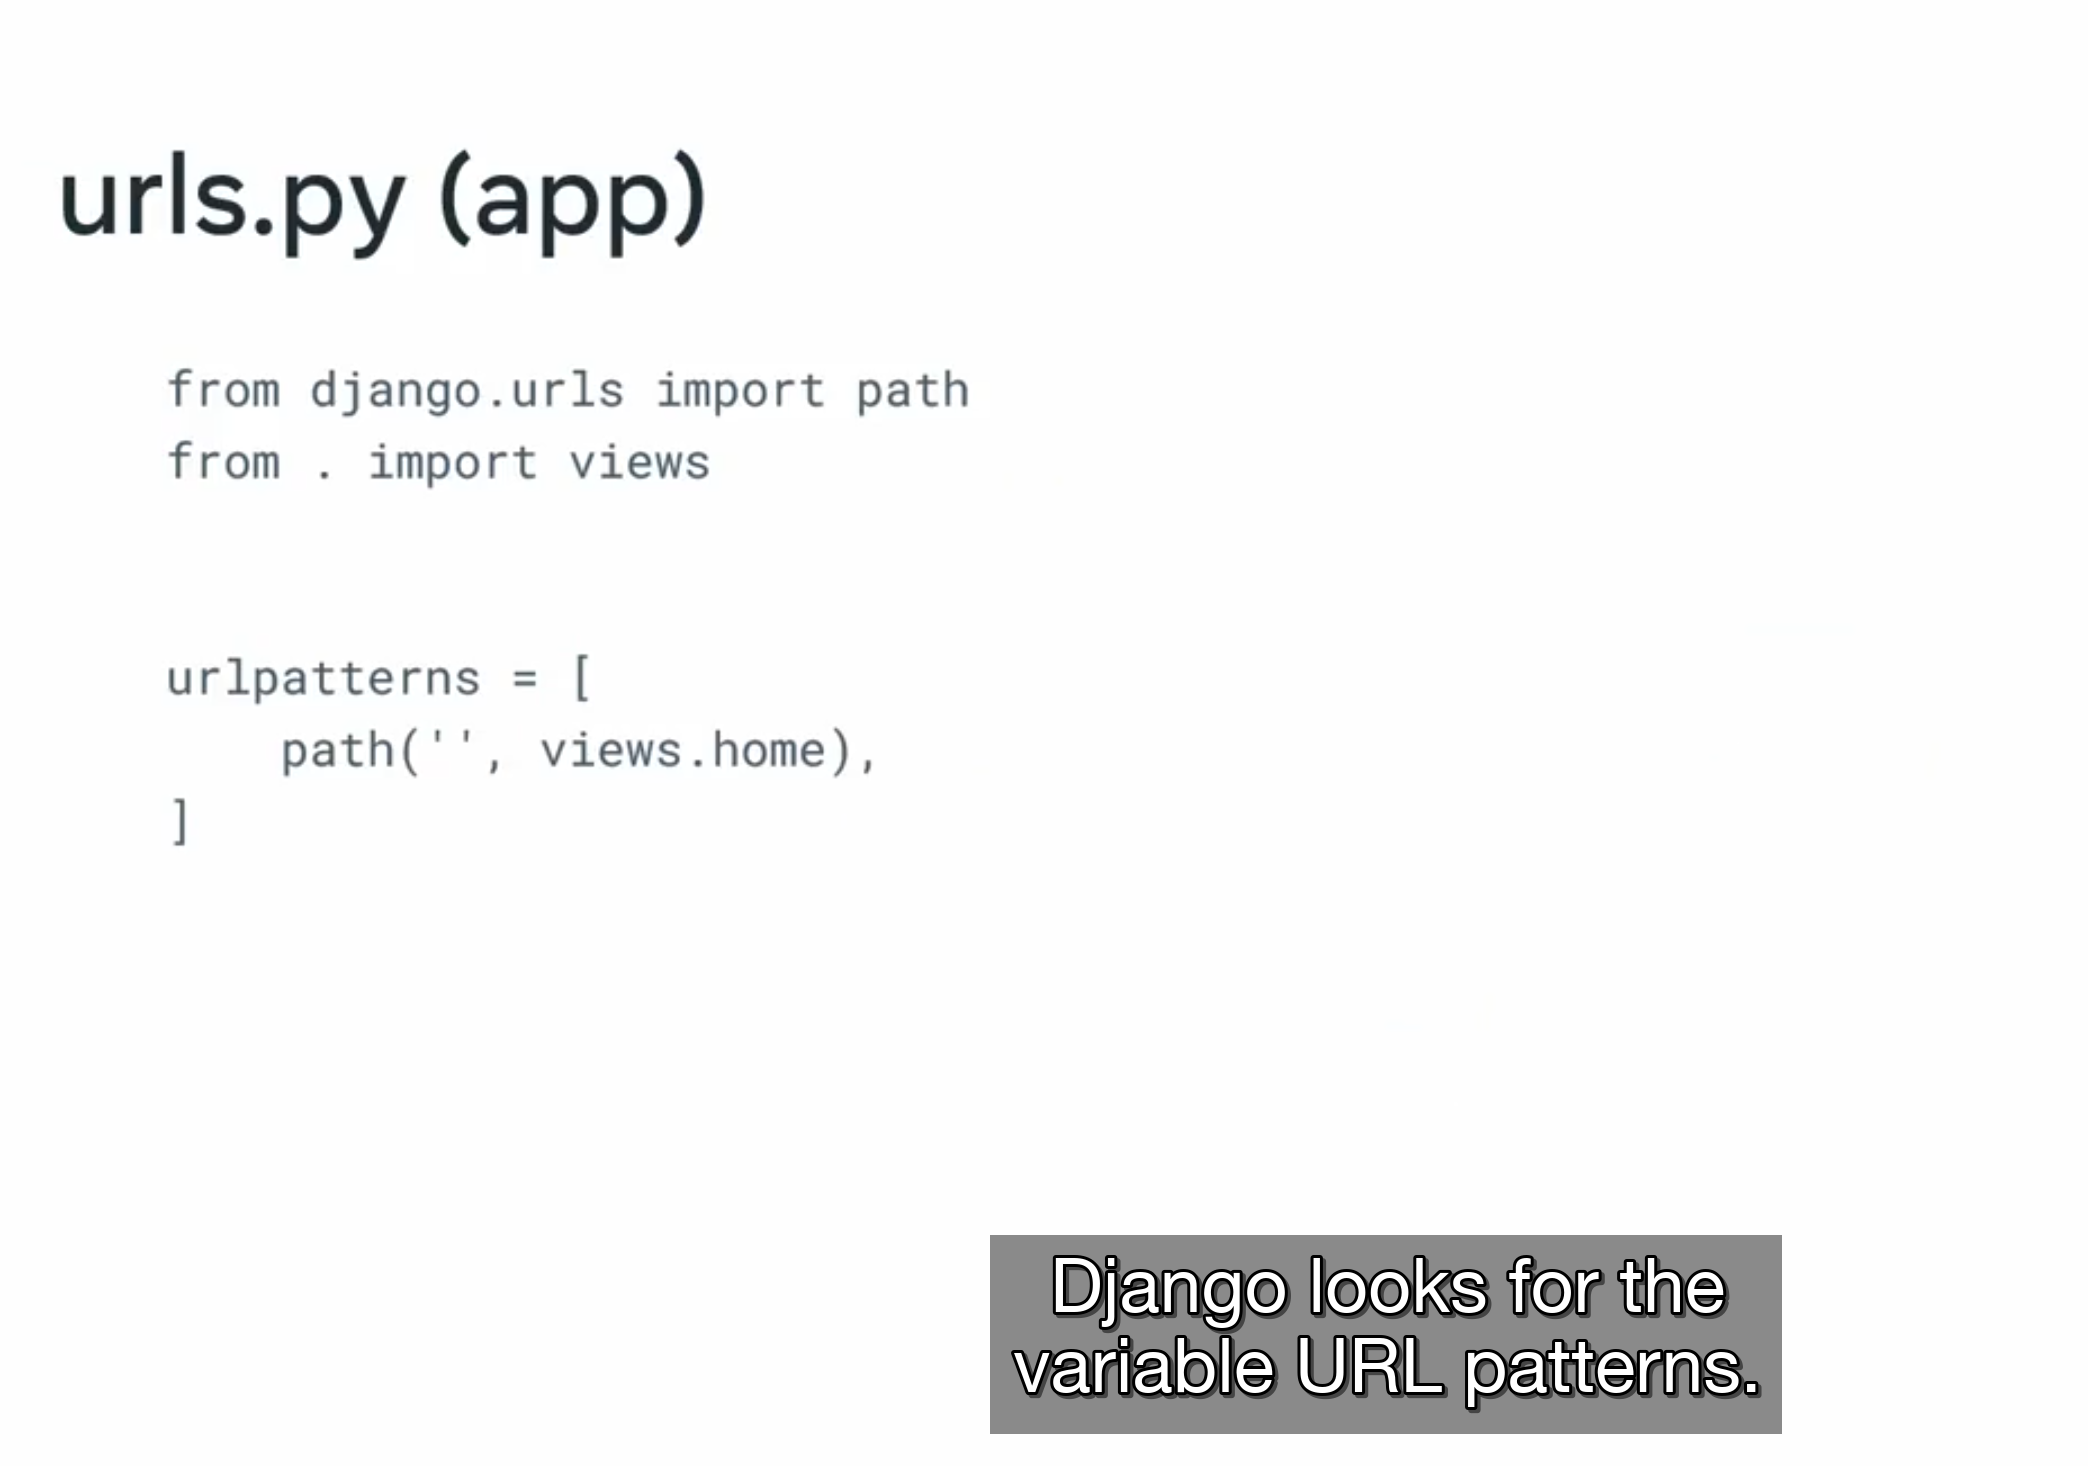 urls.py (app)
from django.urls import path
from . import views
urlpatterns = [
    path('', views.home),
]
Django looks for the
variable URL patterns.